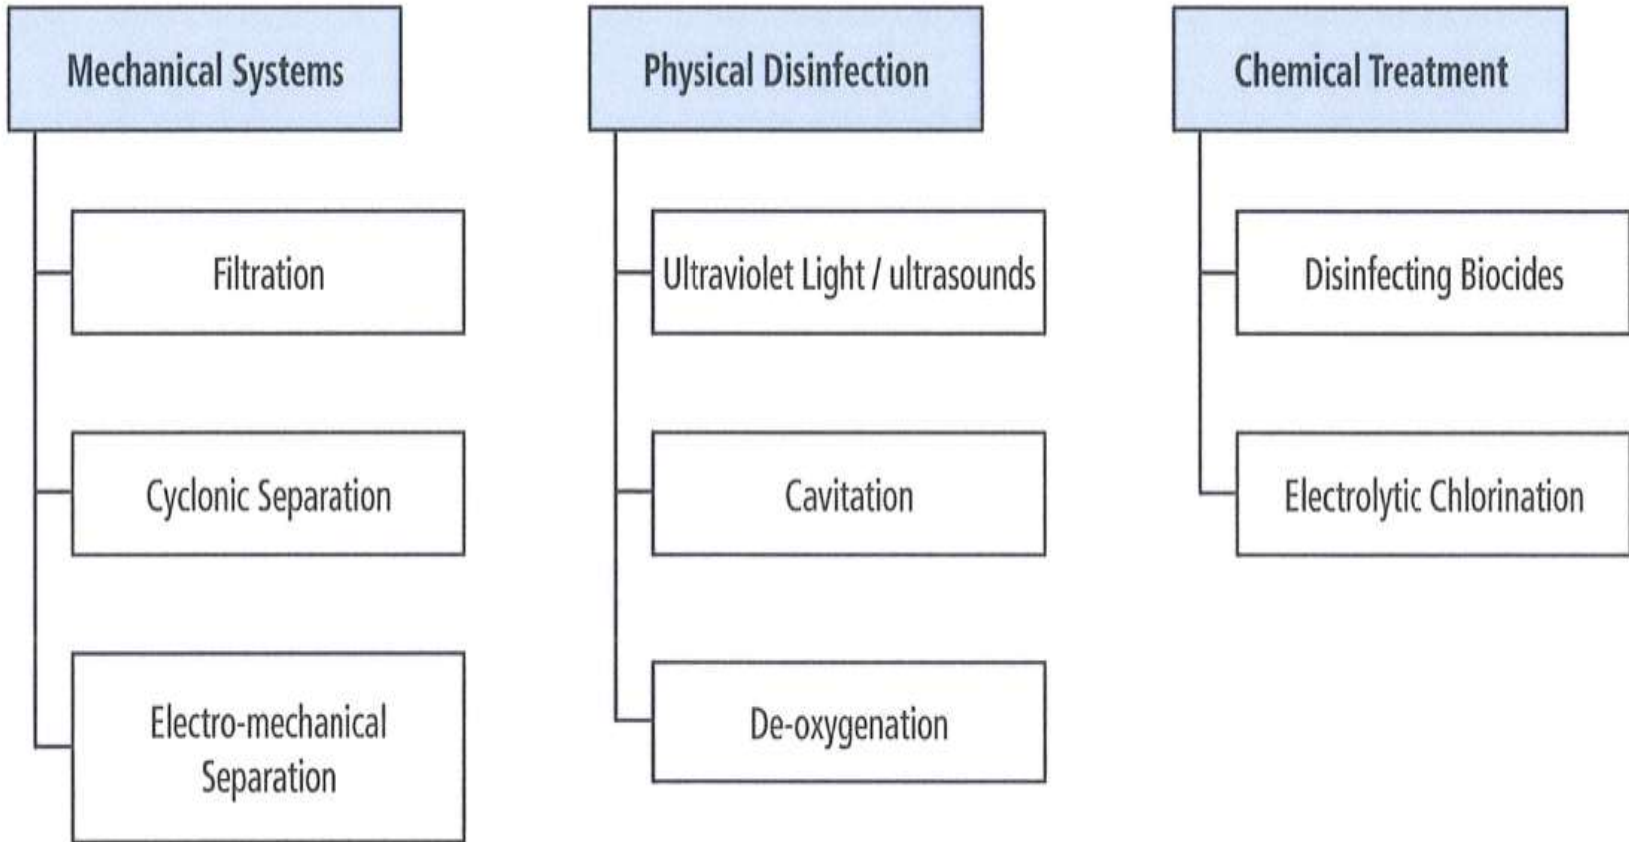 Mechanical Systems
Filtration
Cyclonic Separation
Electro-mechanical
Separation
Physical Disinfection
Ultraviolet Light / ultrasounds
Cavitation
De-oxygenation
Chemical Treatment
Disinfecting Biocides
Electrolytic Chlorination